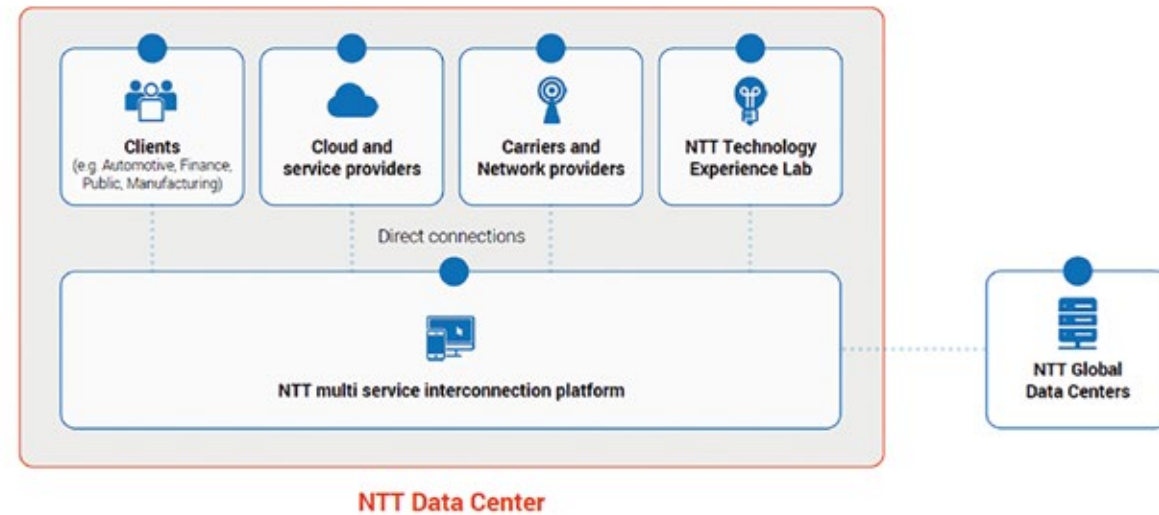 Clients
(e.g. Automotive, Finance,
Public, Manufacturing)
Cloud and
service providers
Carriers and
Network providers
NTT Technology
Experience Lab
Direct connections
NTT multi service interconnection platform
NTT Global
Data Centers
NTT Data Center